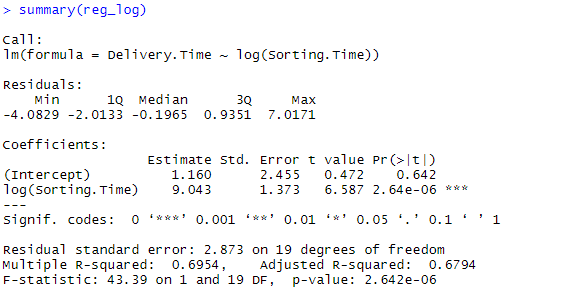 > summary(reg_log)
Call:
lm(formula = Delivery.Time ~ log(Sorting.Time))
Residuals:
    Min      1Q  Median      3Q     Max
-4.0829 -2.0133 -0.1965  0.9351  7.0171
Coefficients:
                  Estimate Std. Error t value Pr(>|t|)
(Intercept)          1.160      2.455   0.472    0.642
log(Sorting.Time)    9.043      1.373   6.587 2.64e-06 ***
---
Signif. codes:  0 ‘***’ 0.001 ‘**’ 0.01 ‘*’ 0.05 ‘.’ 0.1 ‘ ’ 1
Residual standard error: 2.873 on 19 degrees of freedom
Multiple R-squared:  0.6954,    Adjusted R-squared:  0.6794
F-statistic: 43.39 on 1 and 19 DF,  p-value: 2.642e-06